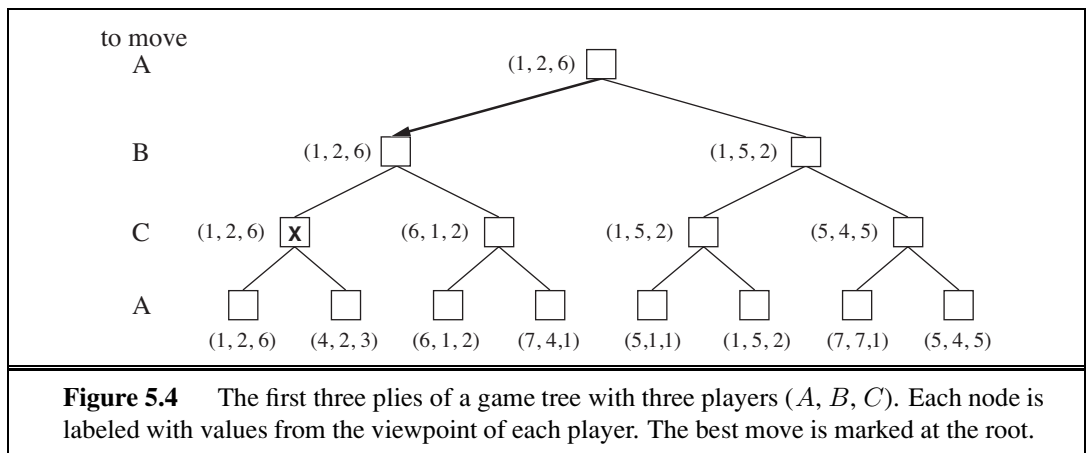 to move
A (1, 2, 6)
B (1, 2, 6) (1, 5, 2)
C (1, 2, 6) X (6, 1, 2) (1, 5, 2) (5, 4, 5)
A
(1, 2, 6) (4, 2, 3) (6, 1, 2) (7, 4,1) (5,1,1) (1, 5, 2) (7, 7,1) (5, 4, 5)
Figure 5.4 The first three plies of a game tree with three players (A, B, C). Each node is
labeled with values from the viewpoint of each player. The best move is marked at the root.